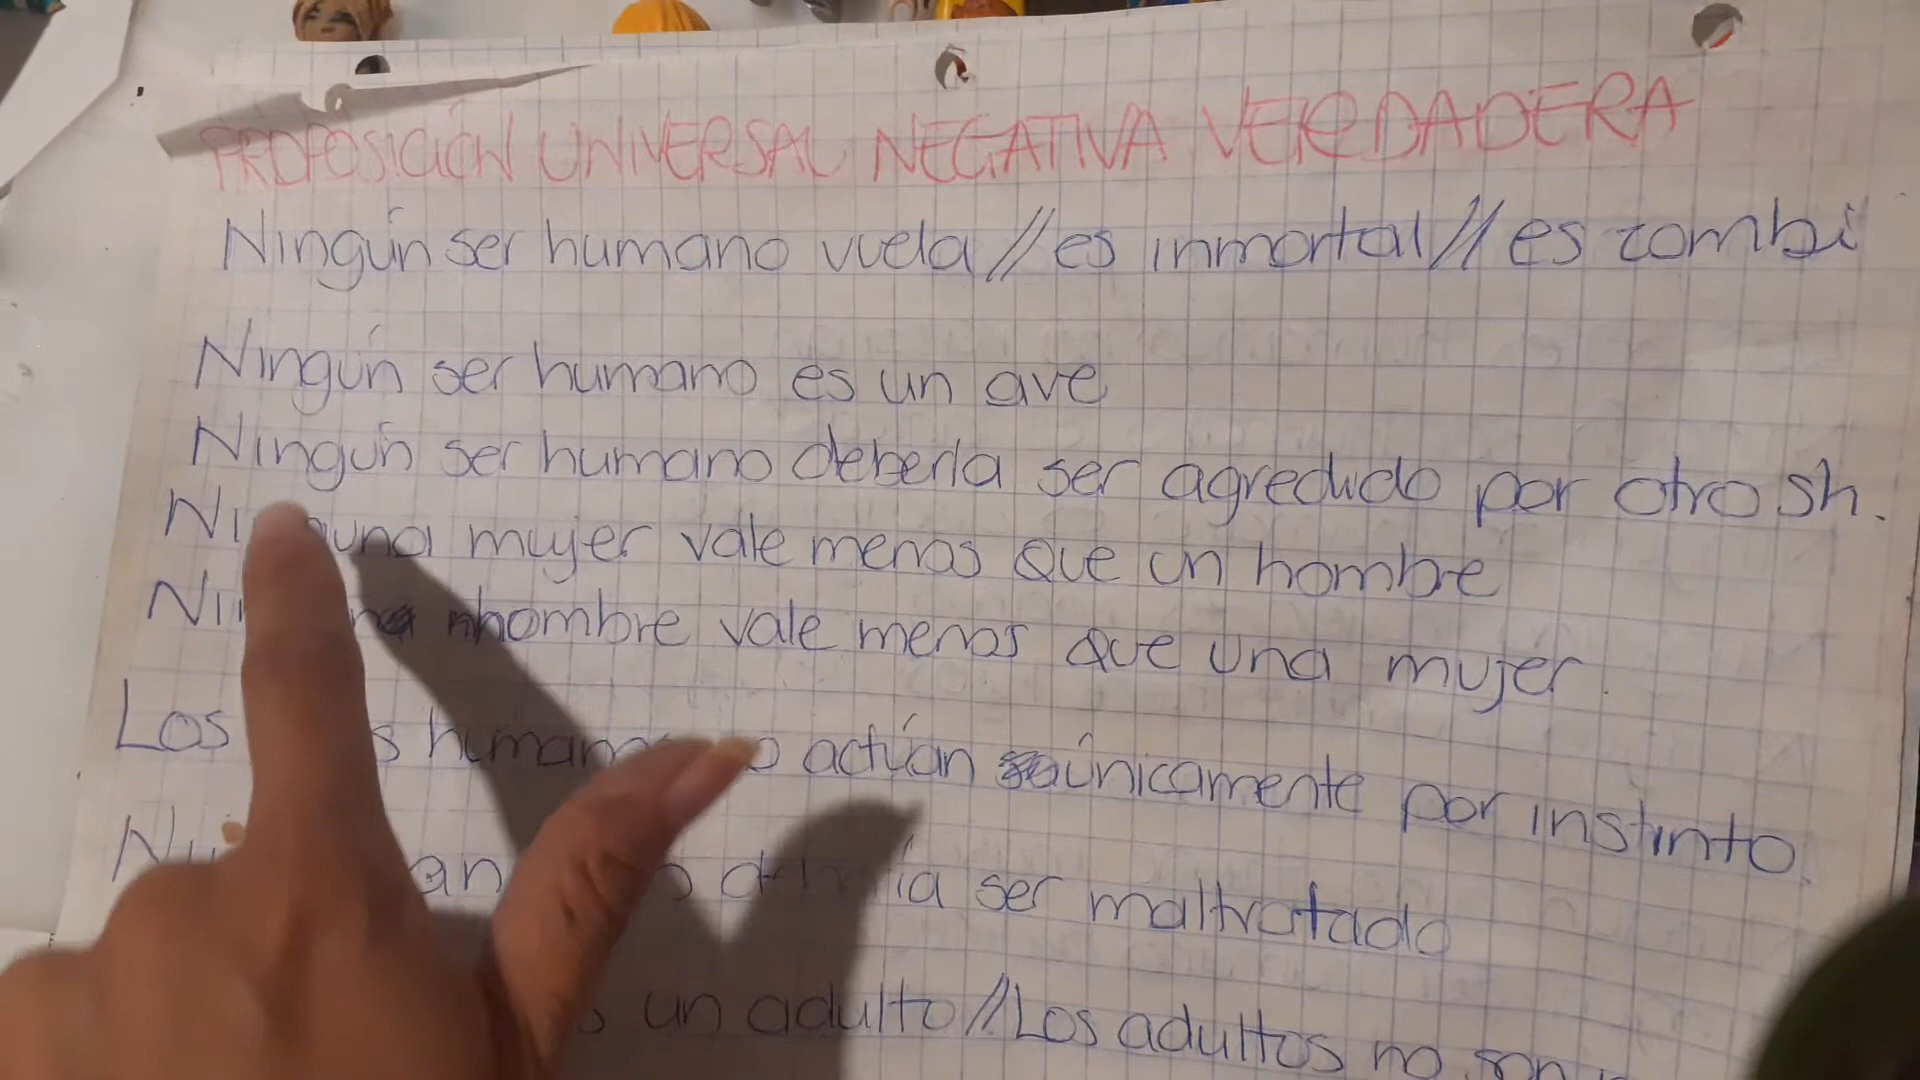 PROPOSICIÓN UNIVERSAL NEGATIVA VERDADERA
Ningún ser humano vuela // es inmortal // es zombi
Ningún ser humano es un ave
Ningún ser humano debería ser agredido por otro sh.
mujer vale menos que un hombre
hombre vale menos que una mujer.
Los actúan únicamente por instinto.
ser maltratado
un adulto // Los adultos no son